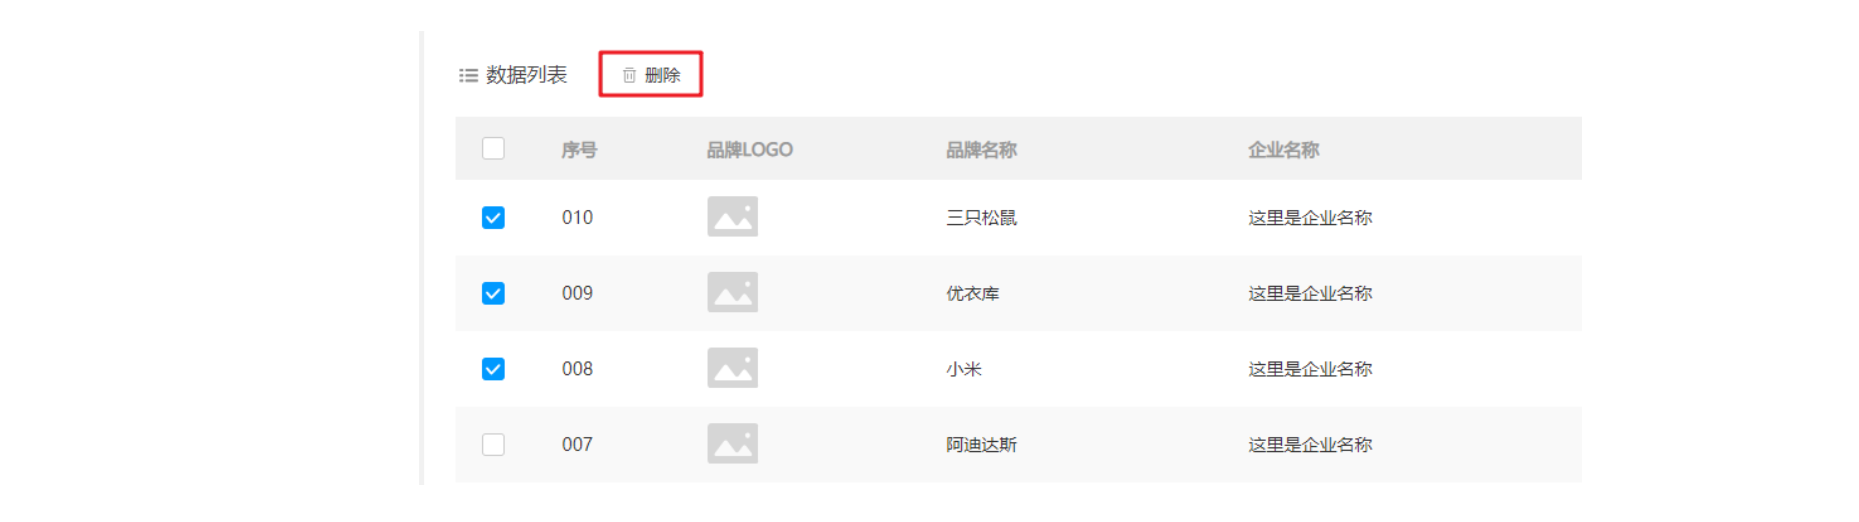 数据列表 删除
序号 品牌LOGO 品牌名称 企业名称
010 三只松鼠 这里是企业名称
009 优衣库 这里是企业名称
008 小米 这里是企业名称
007 阿迪达斯 这里是企业名称